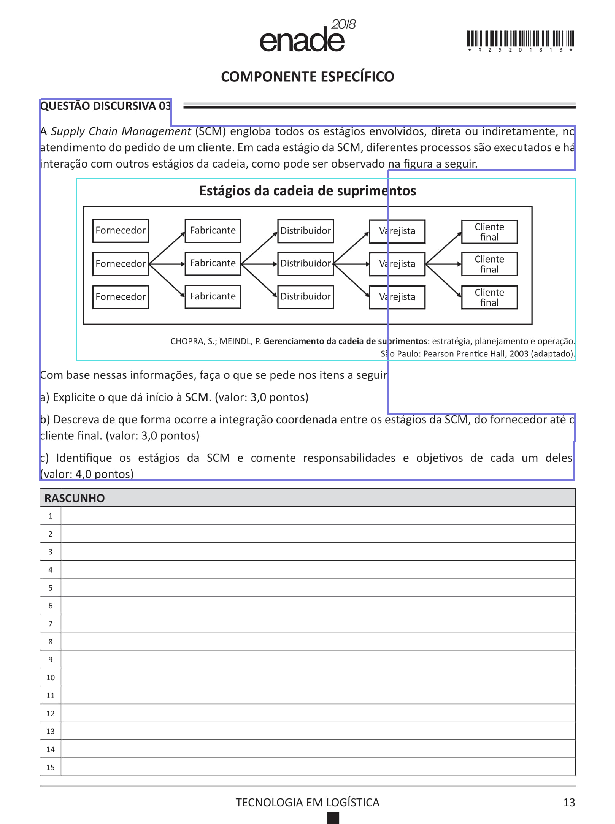 enade2018
*R2320181 3*
COMPONENTE ESPECÍFICO
QUESTÃO DISCURSIVA 03
A Supply Chain Management (SCM) engloba todos os estágios envolvidos, direta ou indiretamente, no
atendimento do pedido de um cliente. Em cada estágio da SCM, diferentes processos são executados e há
interação com outros estágios da cadeia, como pode ser observado na figura a seguir.
Estágios da cadeia de suprimentos
Fornecedor Fabricante Distribuidor Varejista Cliente final
Fornecedor Fabricante Distribuidor Varejista Cliente final
Fornecedor Fabricante Distribuidor Varejista Cliente final
CHOPRA, S.; MEINDL, P. Gerenciamento da cadeia de suprimentos: estratégia, planejamento e operação.
São Paulo: Pearson Prentice Hall, 2003 (adaptado).
Com base nessas informações, faça o que se pede nos itens a seguir
a) Explicite o que dá início à SCM. (valor: 3,0 pontos)
b) Descreva de que forma ocorre a integração coordenada entre os estágios da SCM, do fornecedor até o
cliente final. (valor: 3,0 pontos)
c) Identifique os estágios da SCM e comente responsabilidades e objetivos de cada um deles
(valor: 4,0 pontos)
RASCUNHO
1
2
3
4
5
6
7
8
9
10
11
12
13
14
15
TECNOLOGIA EM LOGÍSTICA 13